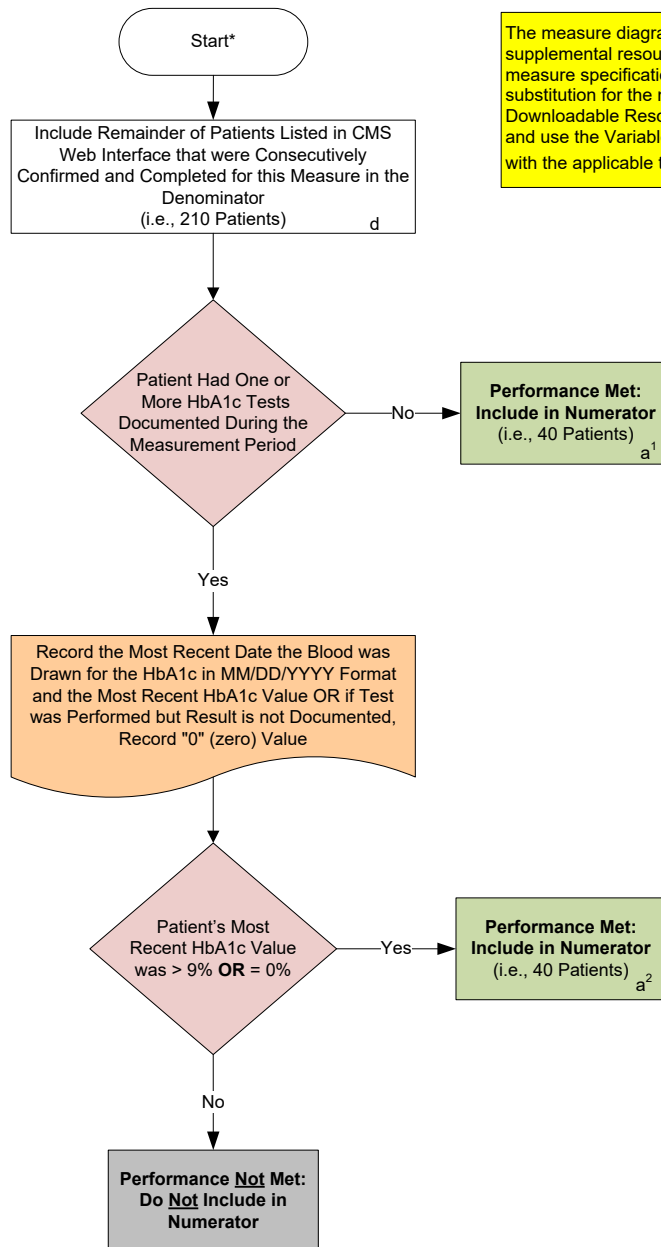 Start*
The measure diagra
supplemental resou
measure specificatio
substitution for the
Downloadable Reso
and use the Variabl
with the applicable
Include Remainder of Patients Listed in CMS
Web Interface that were Consecutively
Confirmed and Completed for this Measure in the
Denominator
(i.e., 210 Patients)
d
Patient Had One or
More HbA1c Tests
Documented During the
Measurement Period
No
Performance Met:
Include in Numerator
(i.e., 40 Patients)
a¹
Yes
Record the Most Recent Date the Blood was
Drawn for the HbA1c in MM/DD/YYYY Format
and the Most Recent HbA1c Value OR if Test
was Performed but Result is not Documented,
Record "0" (zero) Value
Patient's Most
Recent HbA1c Value
was > 9% OR = 0%
Yes
Performance Met:
Include in Numerator
(i.e., 40 Patients)
a²
No
Performance Not Met:
Do Not Include in
Numerator